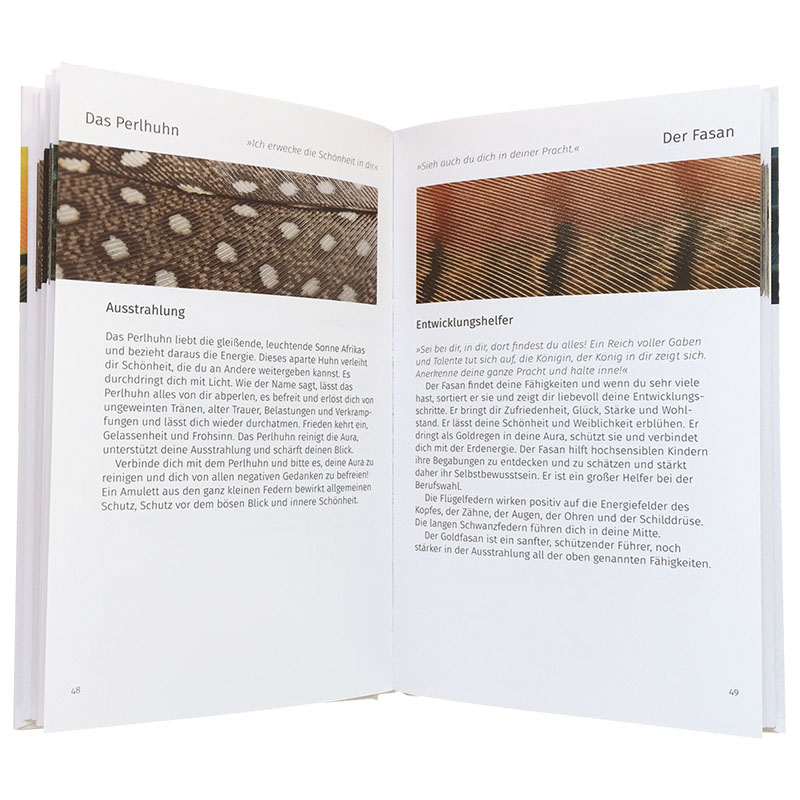 Das Perlhuhn
»Ich erwecke die Schönheit in dir.«
Ausstrahlung
Das Perlhuhn liebt die gleißende, leuchtende Sonne Afrikas
und bezieht daraus die Energie. Dieses aparte Huhn verleiht
dir Schönheit, die du an Andere weitergeben kannst. Es
durchdringt dich mit Licht. Wie der Name sagt, lässt das
Perlhuhn alles von dir abperlen, es befreit und erlöst dich von
ungeweinten Tränen, alter Trauer, Belastungen und Verkramp-
fungen und lässt dich wieder durchatmen. Frieden kehrt ein,
Gelassenheit und Frohsinn. Das Perlhuhn reinigt die Aura,
unterstützt deine Ausstrahlung und schärft deinen Blick.
Verbinde dich mit dem Perlhuhn und bitte es, deine Aura zu
reinigen und dich von allen negativen Gedanken zu befreien!
Ein Amulett aus den ganz kleinen Federn bewirkt allgemeinen
Schutz, Schutz vor dem bösen Blick und innere Schönheit.
48
Der Fasan
»Sieh auch du dich in deiner Pracht.«
Entwicklungshelfer
»Sei bei dir, in dir, dort findest du alles! Ein Reich voller Gaben
und Talente tut sich auf, die Königin, der König in dir zeigt sich.
Anerkenne deine ganze Pracht und halte inne!«
Der Fasan findet deine Fähigkeiten und wenn du sehr viele
hast, sortiert er sie und zeigt dir liebevoll deine Entwicklungs-
schritte. Er bringt dir Zufriedenheit, Glück, Stärke und Wohl-
stand. Er lässt deine Schönheit und Weiblichkeit erblühen. Er
dringt als Goldregen in deine Aura, schützt sie und verbindet
dich mit der Erdenergie. Der Fasan hilft hochsensiblen Kindern
ihre Begabungen zu entdecken und zu schätzen und stärkt
daher ihr Selbstbewusstsein. Er ist ein großer Helfer bei der
Berufswahl.
Die Flügelfedern wirken positiv auf die Energiefelder des
Kopfes, der Zähne, der Augen, der Ohren und der Schilddrüse.
Die langen Schwanzfedern führen dich in deine Mitte.
Der Goldfasan ist ein sanfter, schützender Führer, noch
stärker in der Ausstrahlung all der oben genannten Fähigkeiten.
49